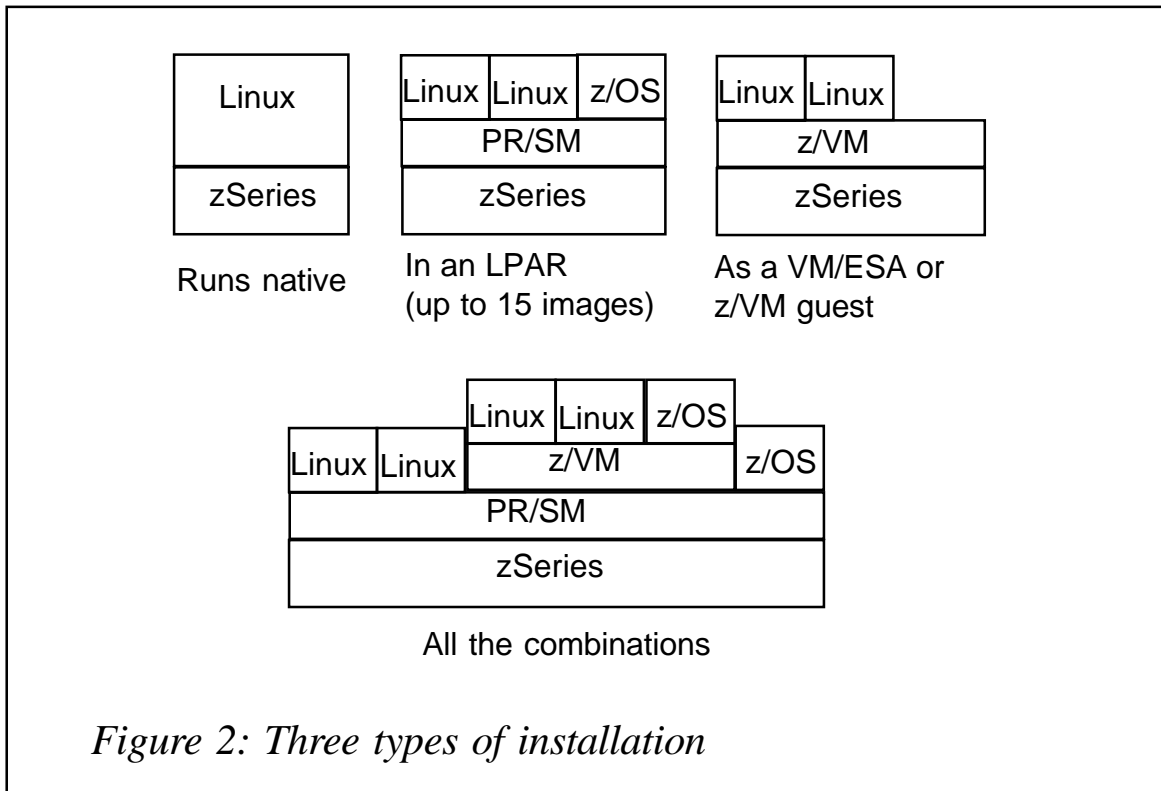 Linux
zSeries
Runs native
Linux Linux z/OS
PR/SM
zSeries
In an LPAR
(up to 15 images)
Linux Linux
z/VM
zSeries
As a VM/ESA or
z/VM guest
Linux Linux z/OS
Linux Linux z/VM z/OS
PR/SM
zSeries
All the combinations
Figure 2: Three types of installation